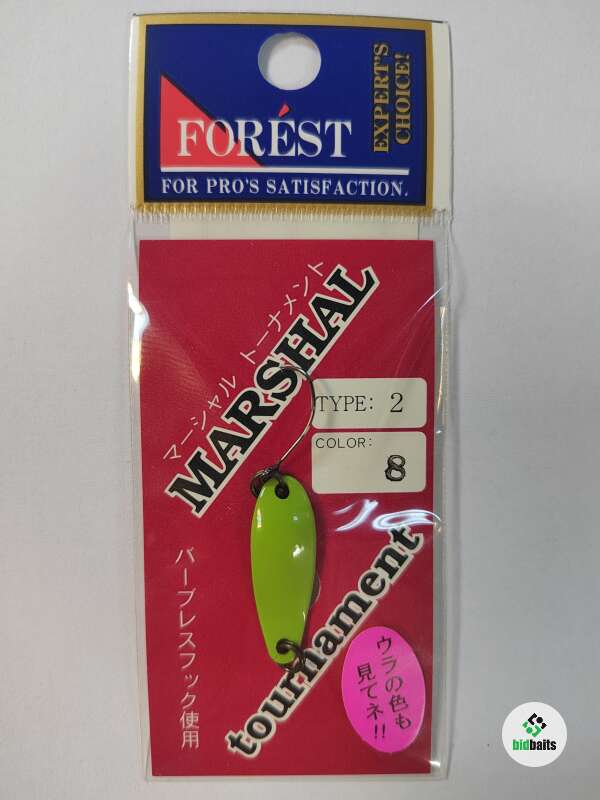 FORÉST
EXPERT'S
CHOICE!
FOR PRO'S SATISFACTION.
マーシャル トーナメント
MARSHAL
TYPE: 2
COLOR:
8
tournament
バーブレスフック使用
ウラの色も
見てネ!!
bidbaits